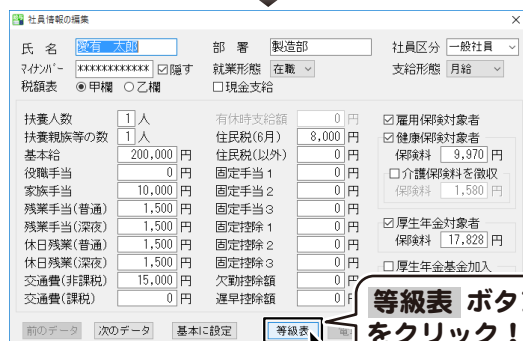 社員情報の編集
氏 名 愛有 太郎 部 署 製造部 社員区分 一般社員
マイナンバー ************ 隠す 就業形態 在職 支給形態 月給
税額表 甲欄 乙欄 現金支給
扶養人数 1 人 有休時支給額 0 円 雇用保険対象者
扶養親族等の数 1 人 住民税(6月) 8,000 円 健康保険対象者
基本給 200,000 円 住民税(以外) 0 円 保険料 9,970 円
役職手当 0 円 固定手当1 0 円 介護保険料を徴収
家族手当 10,000 円 固定手当2 0 円 保険料 1,580 円
残業手当(普通) 1,500 円 固定手当3 0 円
残業手当(深夜) 1,500 円 固定控除1 0 円 厚生年金対象者
休日残業(普通) 1,500 円 固定控除2 0 円 保険料 17,828 円
休日残業(深夜) 1,500 円 固定控除3 0 円
交通費(非課税) 15,000 円 欠勤控除額 0 円 厚生年金基金加入
交通費(課税) 0 円 遅早控除額 0 円
前のデータ 次のデータ 基本に設定 等級表
等級表 ボタン
をクリック!